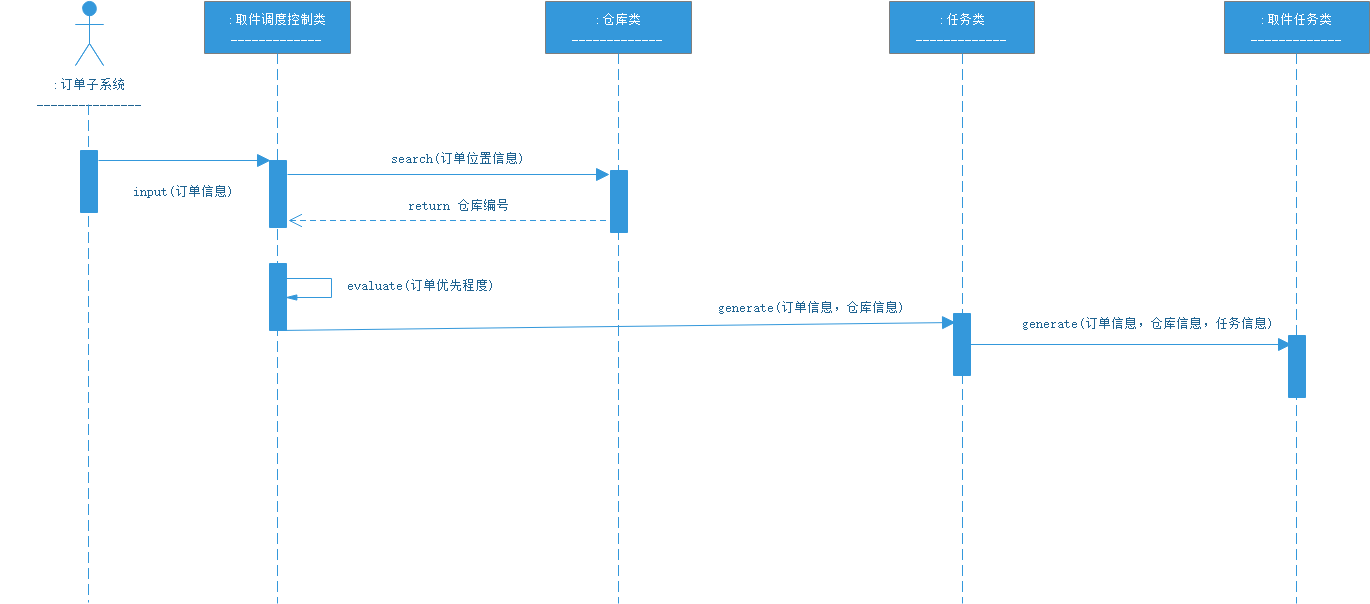 : 取件调度控制类
: 仓库类
: 任务类
: 取件任务类
: 订单子系统
search(订单位置信息)
input(订单信息)
return 仓库编号
evaluate(订单优先程度)
generate(订单信息，仓库信息)
generate(订单信息，仓库信息，任务信息)